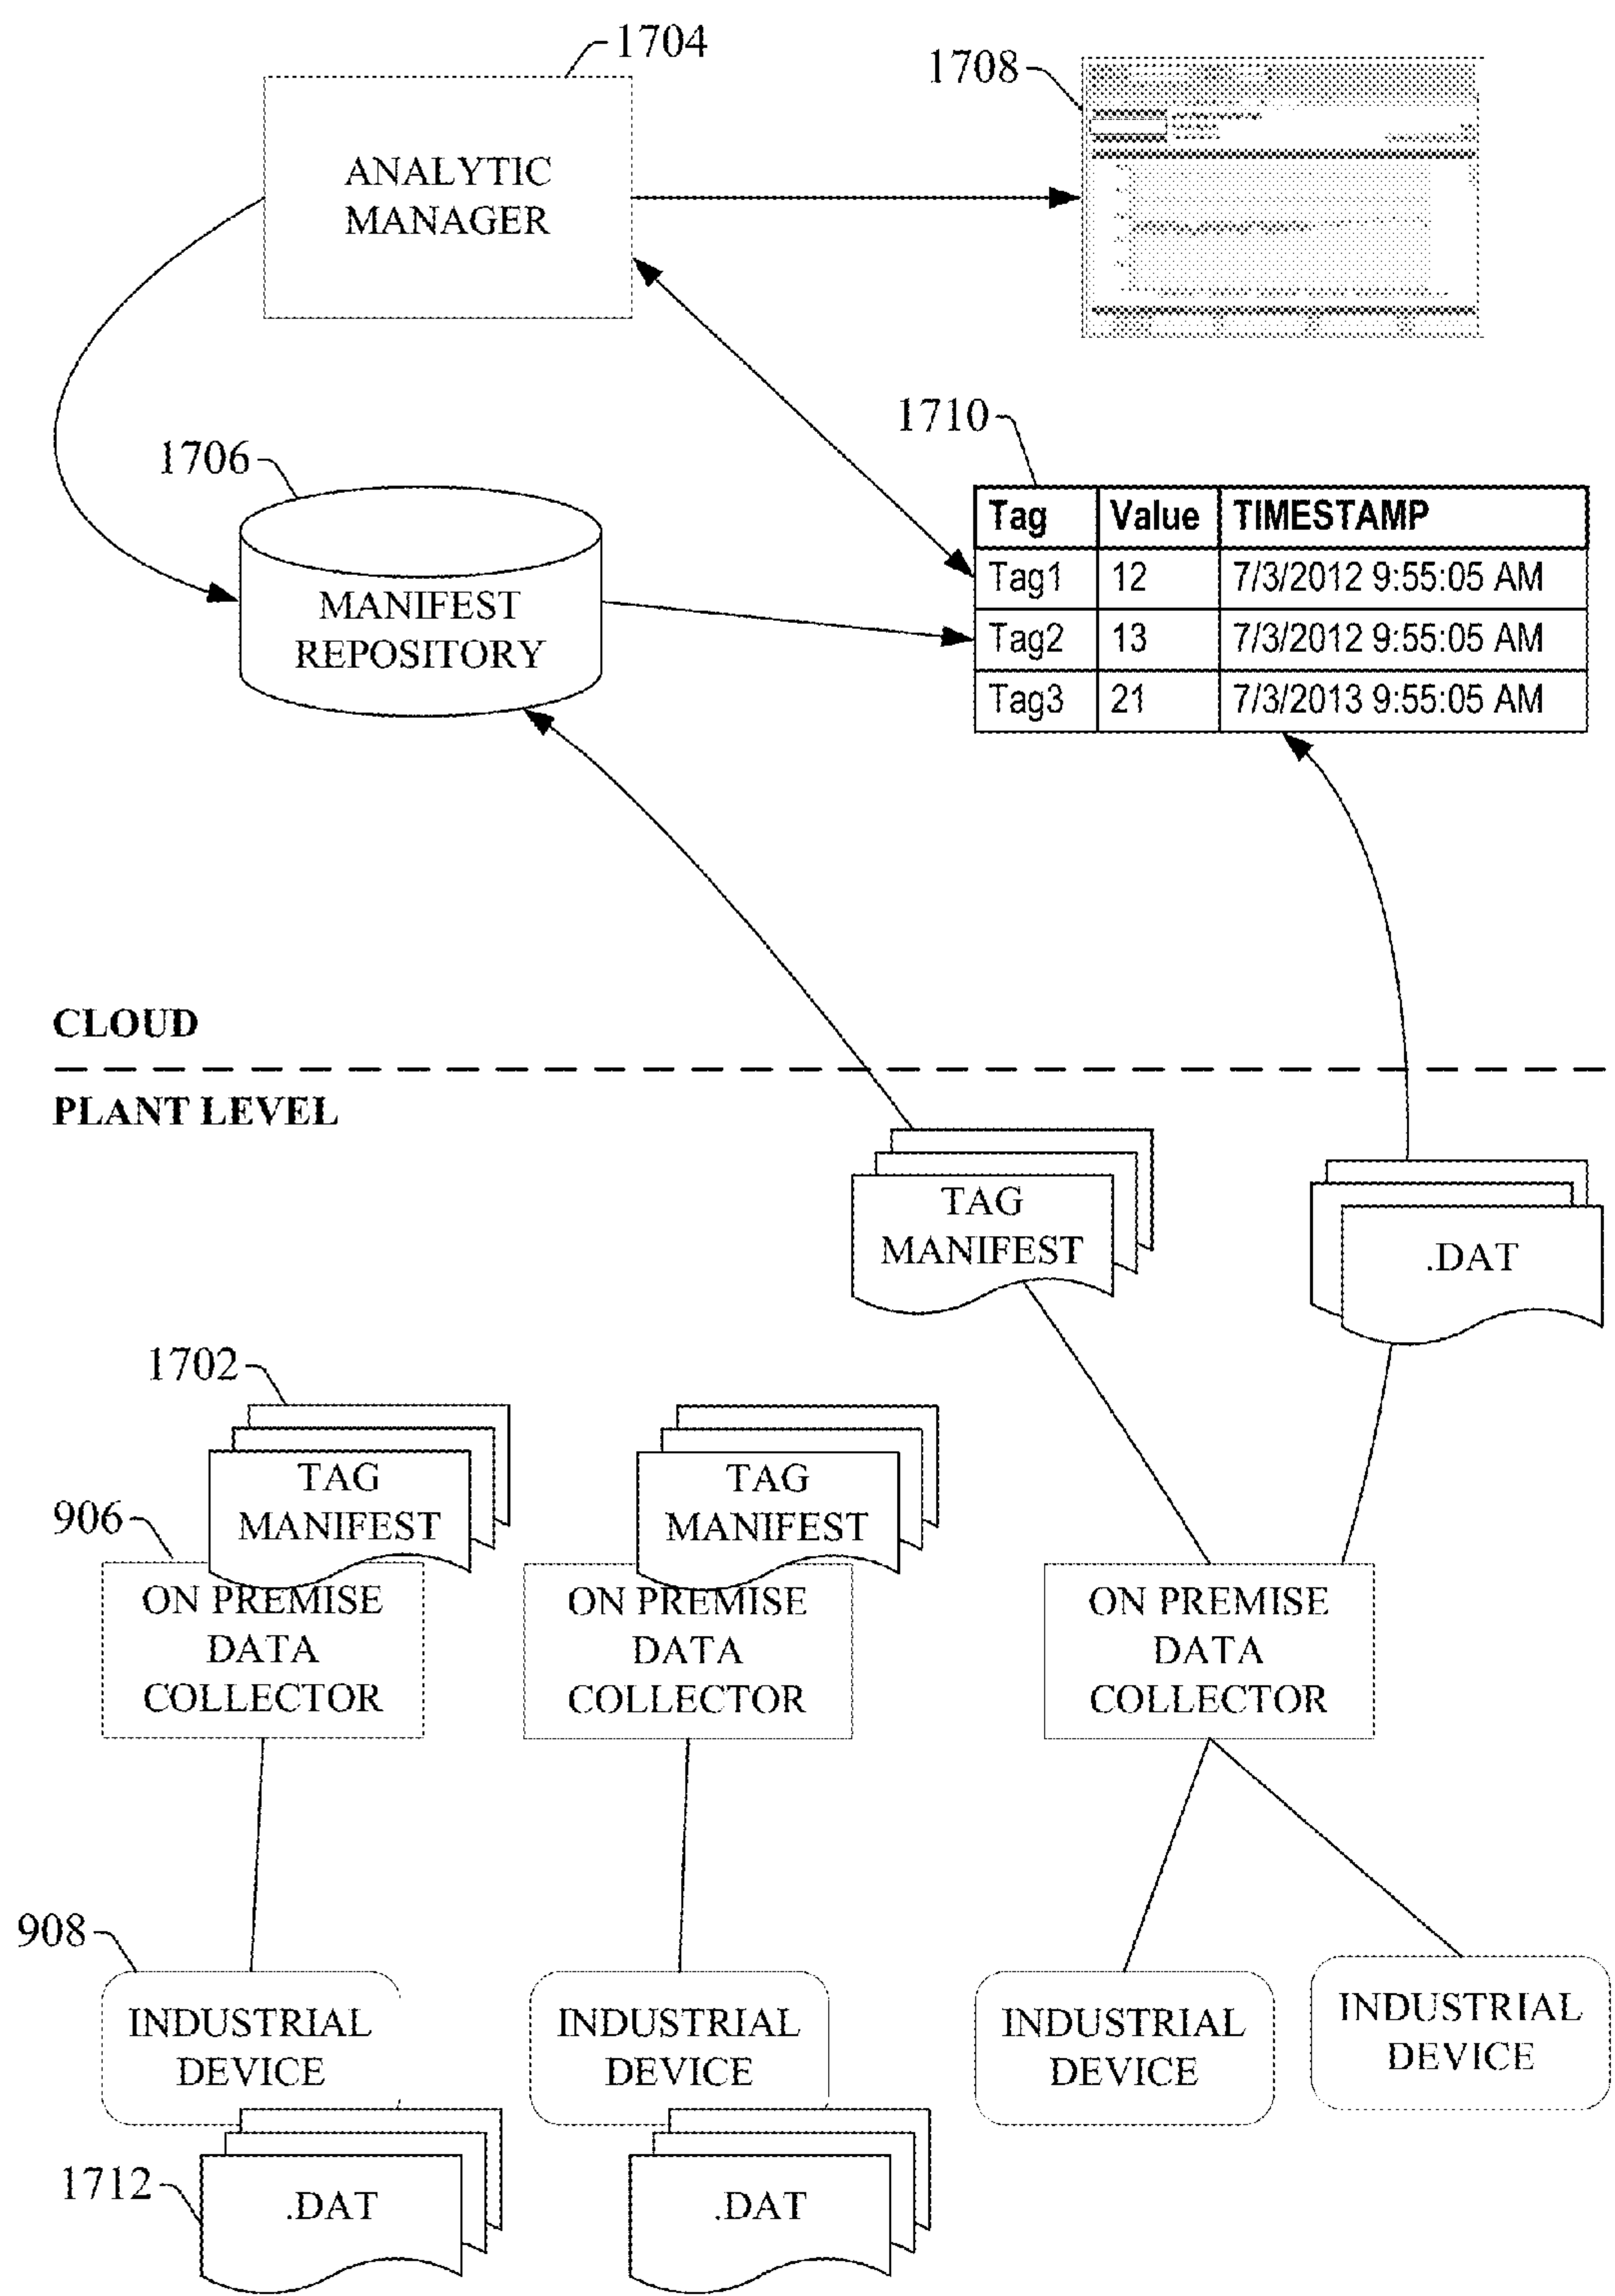 1704
1708
ANALYTIC
MANAGER
1710
1706
Tag Value TIMESTAMP
Tag1 12 7/3/2012 9:55:05 AM
Tag2 13 7/3/2012 9:55:05 AM
Tag3 21 7/3/2013 9:55:05 AM
MANIFEST
REPOSITORY
CLOUD
PLANT LEVEL
TAG
MANIFEST
.DAT
1702
TAG
MANIFEST
TAG
MANIFEST
906
ON PREMISE
DATA
COLLECTOR
ON PREMISE
DATA
COLLECTOR
ON PREMISE
DATA
COLLECTOR
908
INDUSTRIAL
DEVICE
INDUSTRIAL
DEVICE
INDUSTRIAL
DEVICE
INDUSTRIAL
DEVICE
1712
.DAT
.DAT